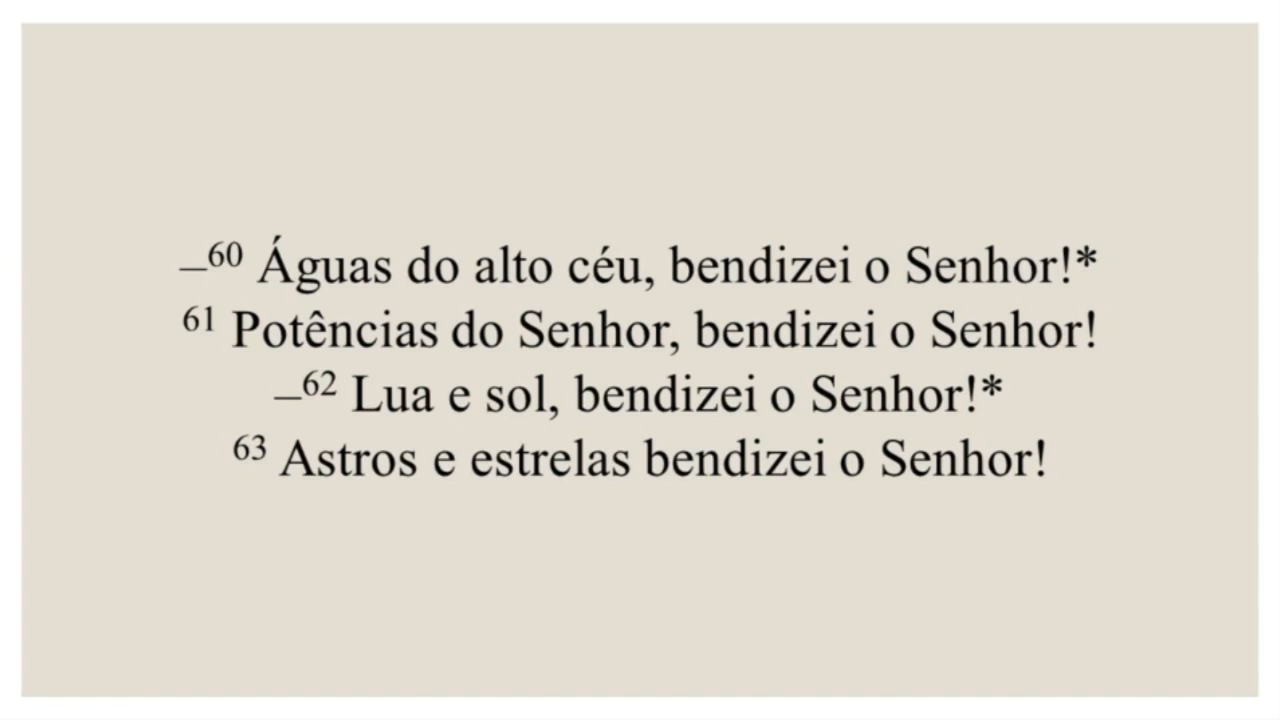 –⁶⁰ Águas do alto céu, bendizei o Senhor!*
⁶¹ Potências do Senhor, bendizei o Senhor!
–⁶² Lua e sol, bendizei o Senhor!*
⁶³ Astros e estrelas bendizei o Senhor!